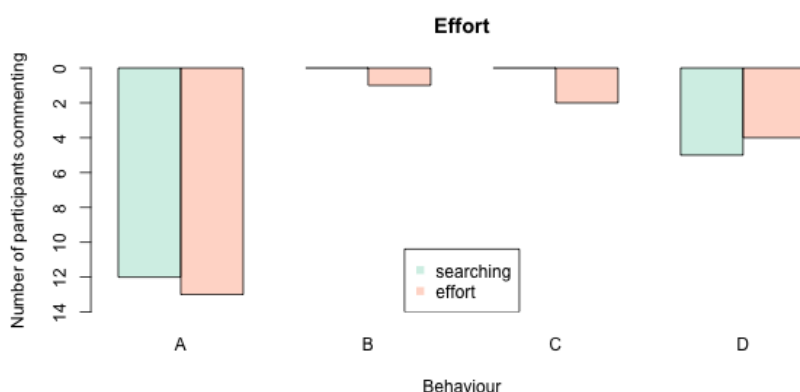 Effort
Number of participants commenting
0
2
4
6
8
10
12
14
searching
effort
A B C D
Behaviour